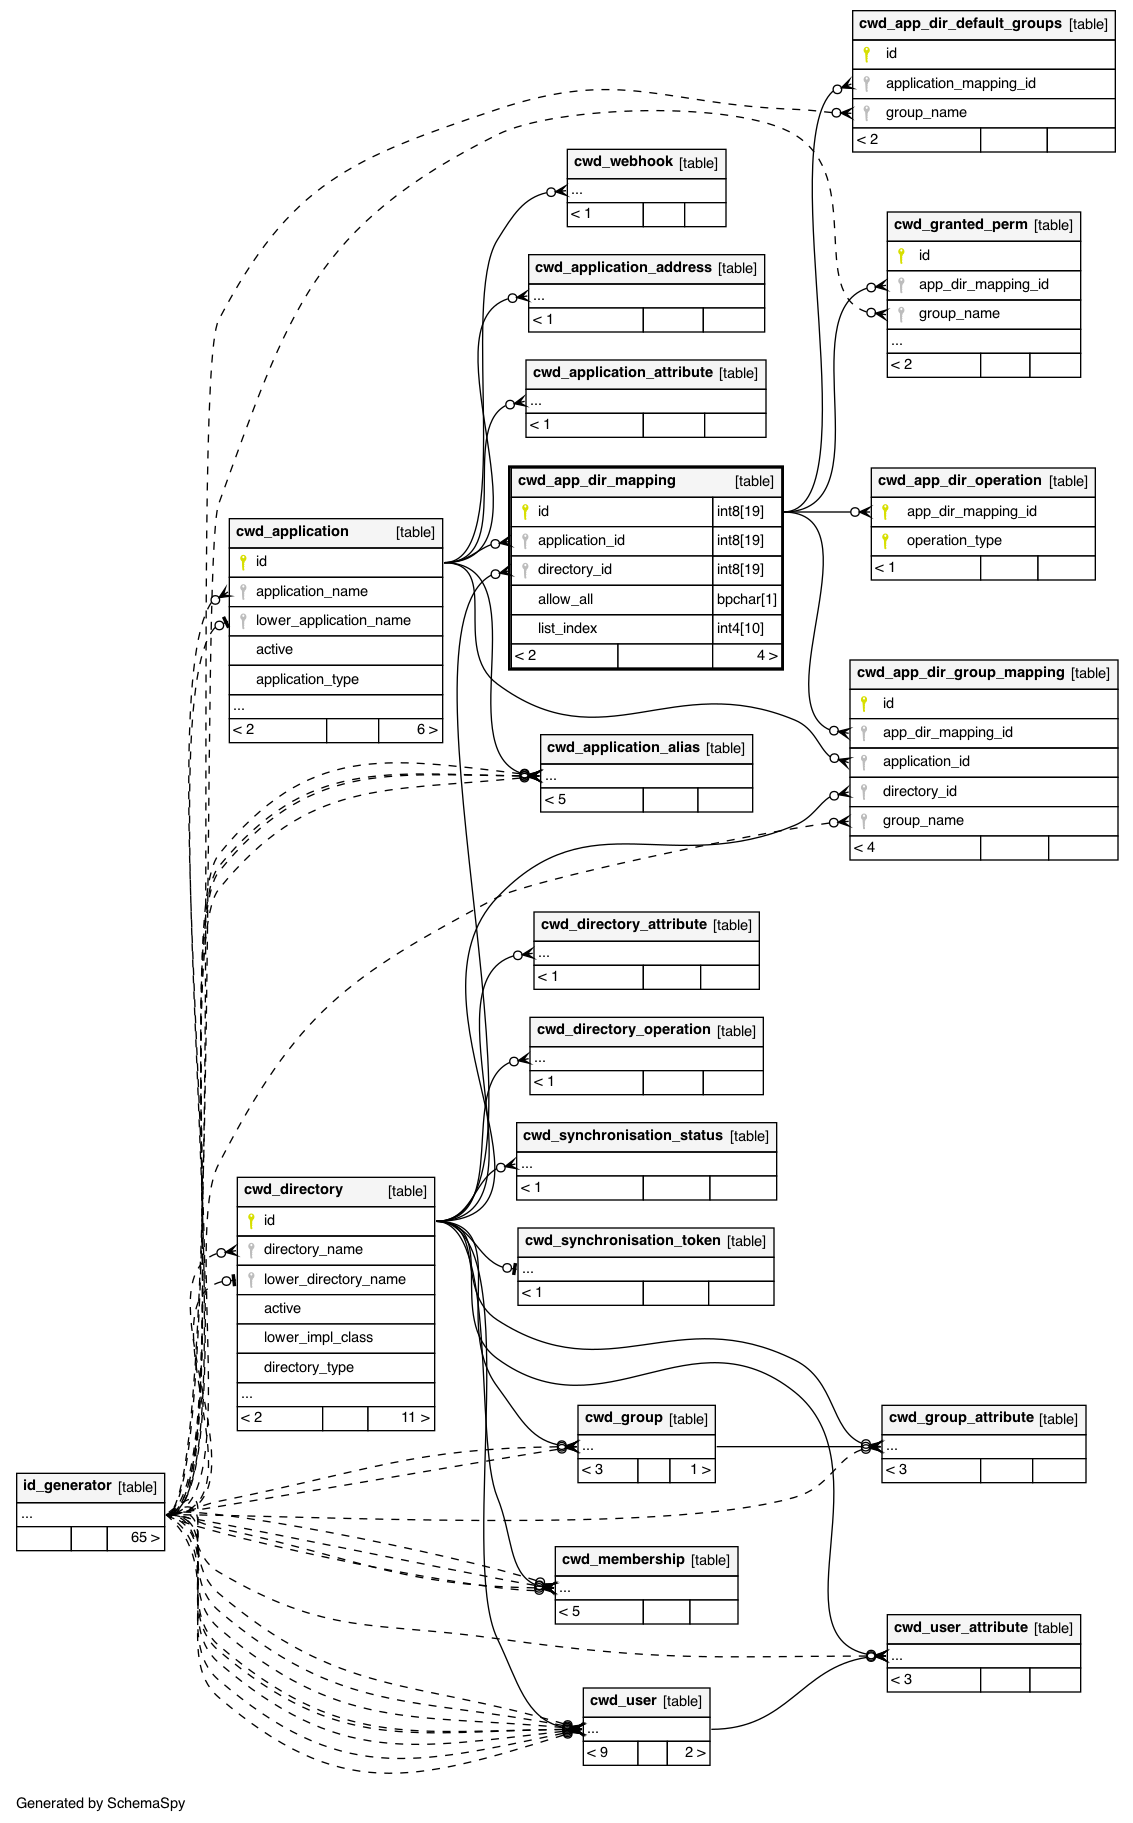 cwd_app_dir_default_groups [table]
id
application_mapping_id
group_name
< 2
cwd_webhook [table]
...
< 1
cwd_granted_perm [table]
id
app_dir_mapping_id
group_name
...
< 2
cwd_application_address [table]
...
< 1
cwd_application_attribute [table]
...
< 1
cwd_app_dir_mapping [table]
id int8[19]
application_id int8[19]
directory_id int8[19]
allow_all bpchar[1]
list_index int4[10]
< 2 4 >
cwd_app_dir_operation [table]
app_dir_mapping_id
operation_type
< 1
cwd_application [table]
id
application_name
lower_application_name
active
application_type
...
< 2 6 >
cwd_app_dir_group_mapping [table]
id
app_dir_mapping_id
application_id
directory_id
group_name
< 4
cwd_application_alias [table]
...
< 5
cwd_directory_attribute [table]
...
< 1
cwd_directory_operation [table]
...
< 1
cwd_synchronisation_status [table]
...
< 1
cwd_directory [table]
id
directory_name
lower_directory_name
active
lower_impl_class
directory_type
...
< 2 11 >
cwd_synchronisation_token [table]
...
< 1
cwd_group [table]
...
< 3 1 >
cwd_group_attribute [table]
...
< 3
id_generator [table]
...
65 >
cwd_membership [table]
...
< 5
cwd_user_attribute [table]
...
< 3
cwd_user [table]
...
< 9 2 >
Generated by SchemaSpy